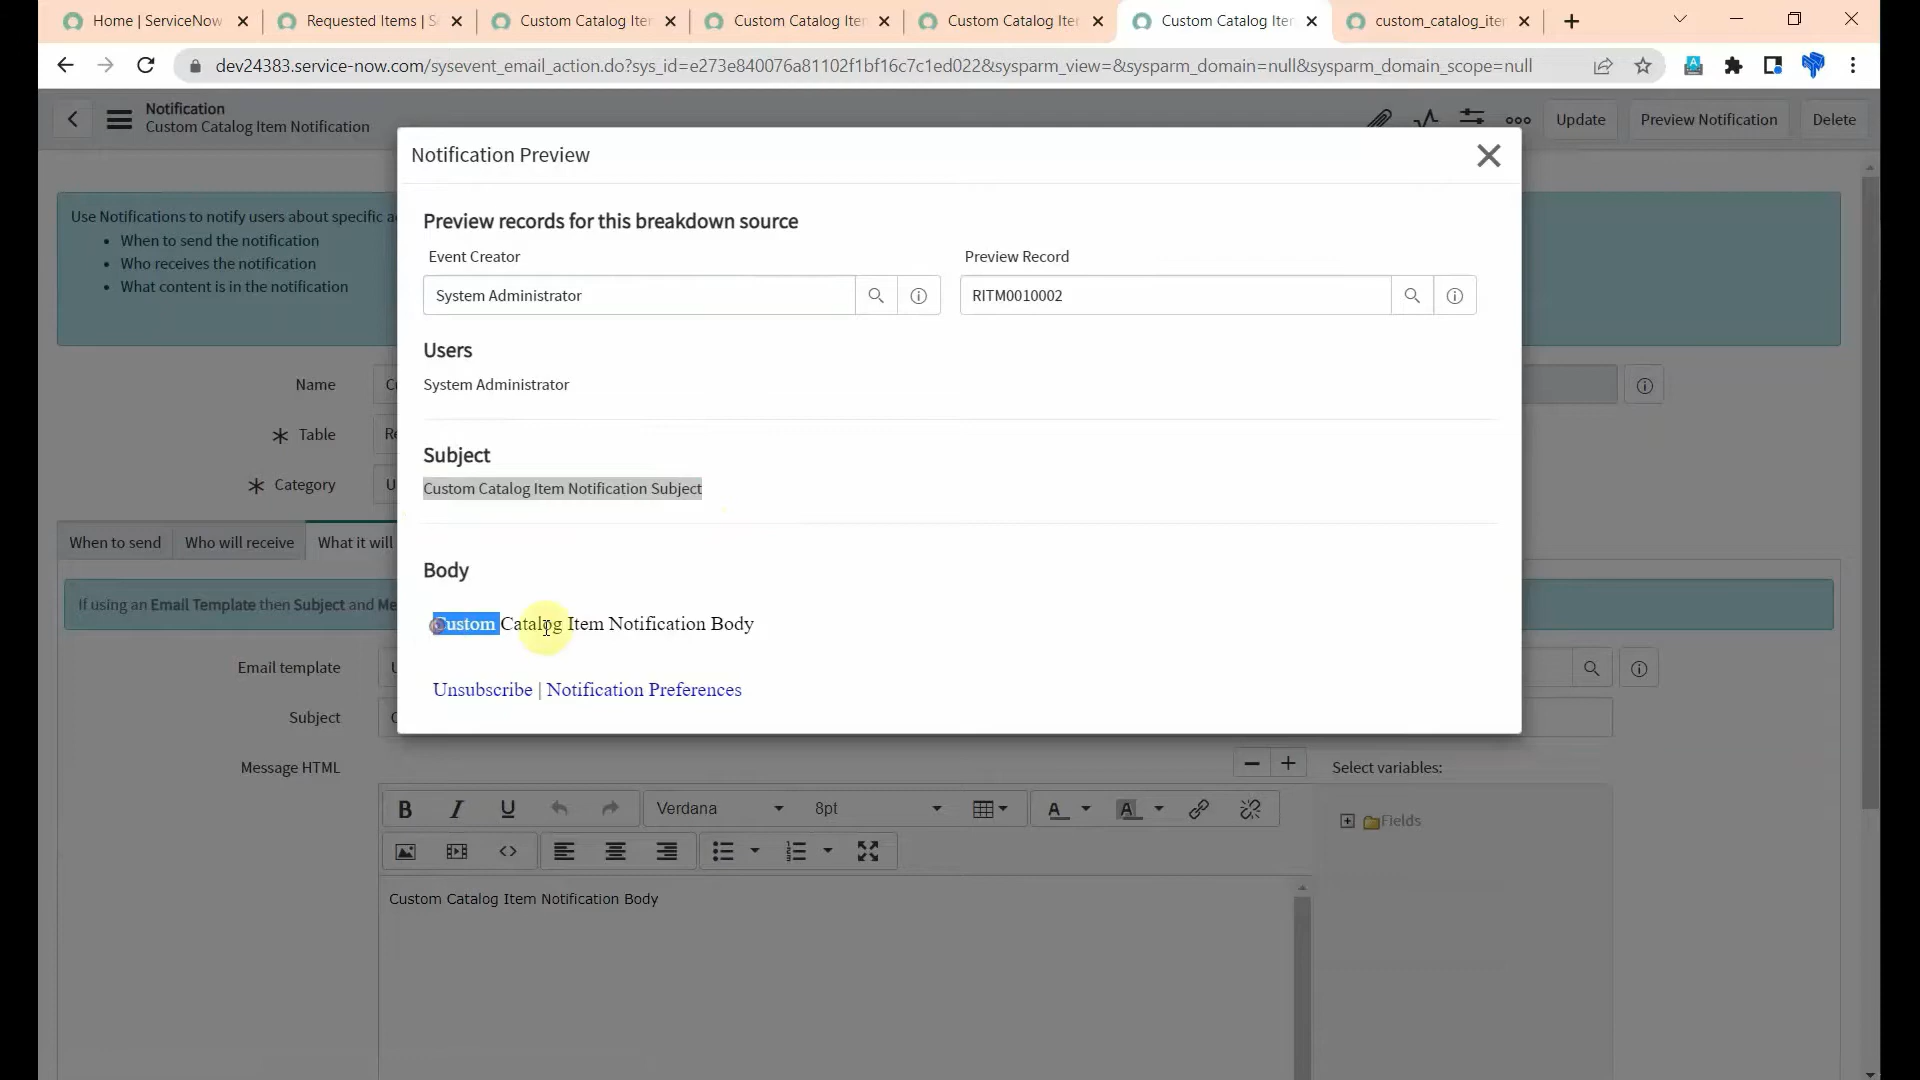 Home | ServiceNow
Requested Items | S
Custom Catalog Item
Custom Catalog Item
Custom Catalog Item
Custom Catalog Item
custom_catalog_iter
dev24383.service-now.com/sysevent_email_action.do?sys_id=e273e840076a81102f1bf16c7c1ed022&sysparm_view=&sysparm_domain=null&sysparm_domain_scope=null
Notification
Custom Catalog Item Notification
Update
Preview Notification
Delete
Notification Preview
Use Notifications to notify users about specific a
• When to send the notification
• Who receives the notification
• What content is in the notification
Preview records for this breakdown source
Event Creator
Preview Record
System Administrator
RITM0010002
Users
System Administrator
Name
Table
Re
Category
Subject
Custom Catalog Item Notification Subject
When to send
Who will receive
What it will
Body
If using an Email Template then Subject and Me
Custom Catalog Item Notification Body
Email template
Unsubscribe | Notification Preferences
Subject
Message HTML
Select variables:
B I U
Verdana
8pt
A
A
Fields
Custom Catalog Item Notification Body